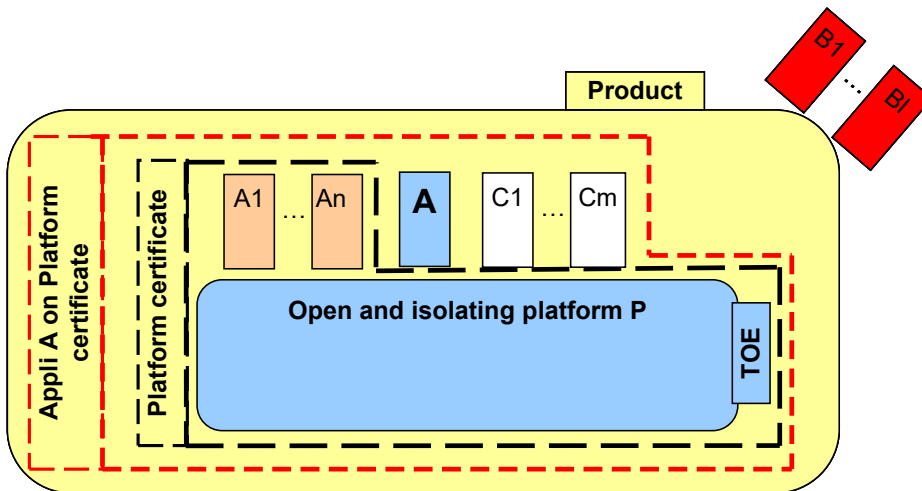 B1
...
Bl
Product
Appli A on Platform
certificate
Platform certificate
A1
...
An
A
C1
...
Cm
Open and isolating platform P
TOE